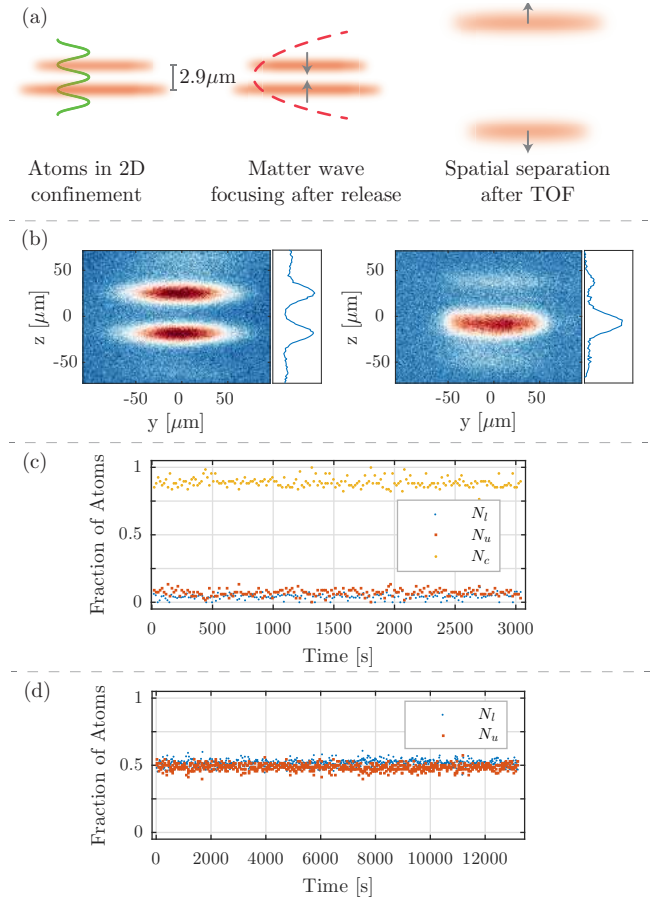 (a)
2.9μm
Atoms in 2D
confinement
Matter wave
focusing after release
Spatial separation
after TOF
(b)
z [μm]
50
0
-50
-50 0 50
y [μm]
z [μm]
50
0
-50
-50 0 50
y [μm]
(c)
Fraction of Atoms
1
0.5
0
N_l
N_u
N_c
0 500 1000 1500 2000 2500 3000
Time [s]
(d)
Fraction of Atoms
1
0.5
0
N_l
N_u
0 2000 4000 6000 8000 10000 12000
Time [s]